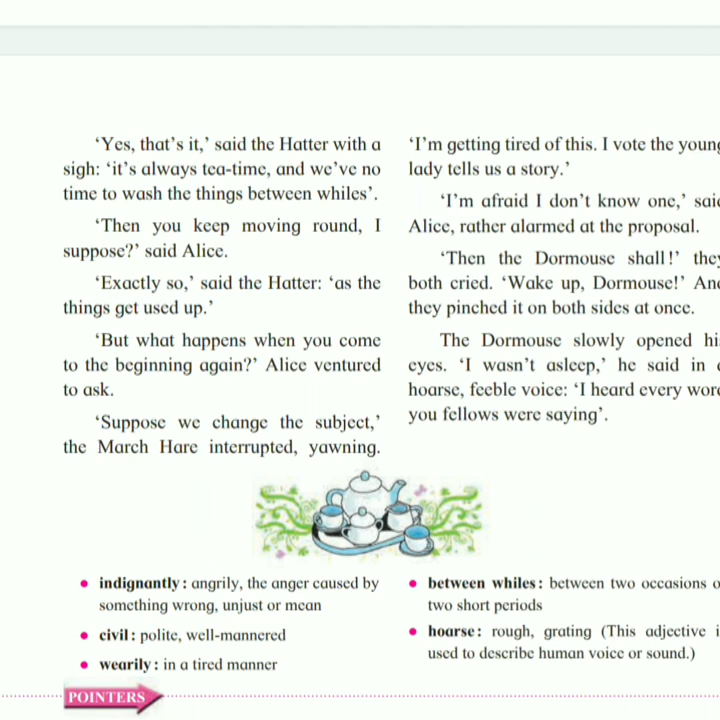 ‘Yes, that’s it,’ said the Hatter with a
sigh: ‘it’s always tea-time, and we’ve no
time to wash the things between whiles’.
‘Then you keep moving round, I
suppose?’ said Alice.
‘Exactly so,’ said the Hatter: ‘as the
things get used up.’
‘But what happens when you come
to the beginning again?’ Alice ventured
to ask.
‘Suppose we change the subject,’
the March Hare interrupted, yawning.
‘I’m getting tired of this. I vote the young
lady tells us a story.’
‘I’m afraid I don’t know one,’
Alice, rather alarmed at the proposal.
‘Then the Dormouse shall!’
both cried. ‘Wake up, Dormouse!’
they pinched it on both sides at once.
The Dormouse slowly opened
eyes. ‘I wasn’t asleep,’ he said in
hoarse, feeble voice: ‘I heard every
you fellows were saying’.
• indignantly : angrily, the anger caused by
something wrong, unjust or mean
• civil : polite, well-mannered
• wearily : in a tired manner
• between whiles : between two occasions
two short periods
• hoarse : rough, grating (This adjective
used to describe human voice or sound.)
POINTERS